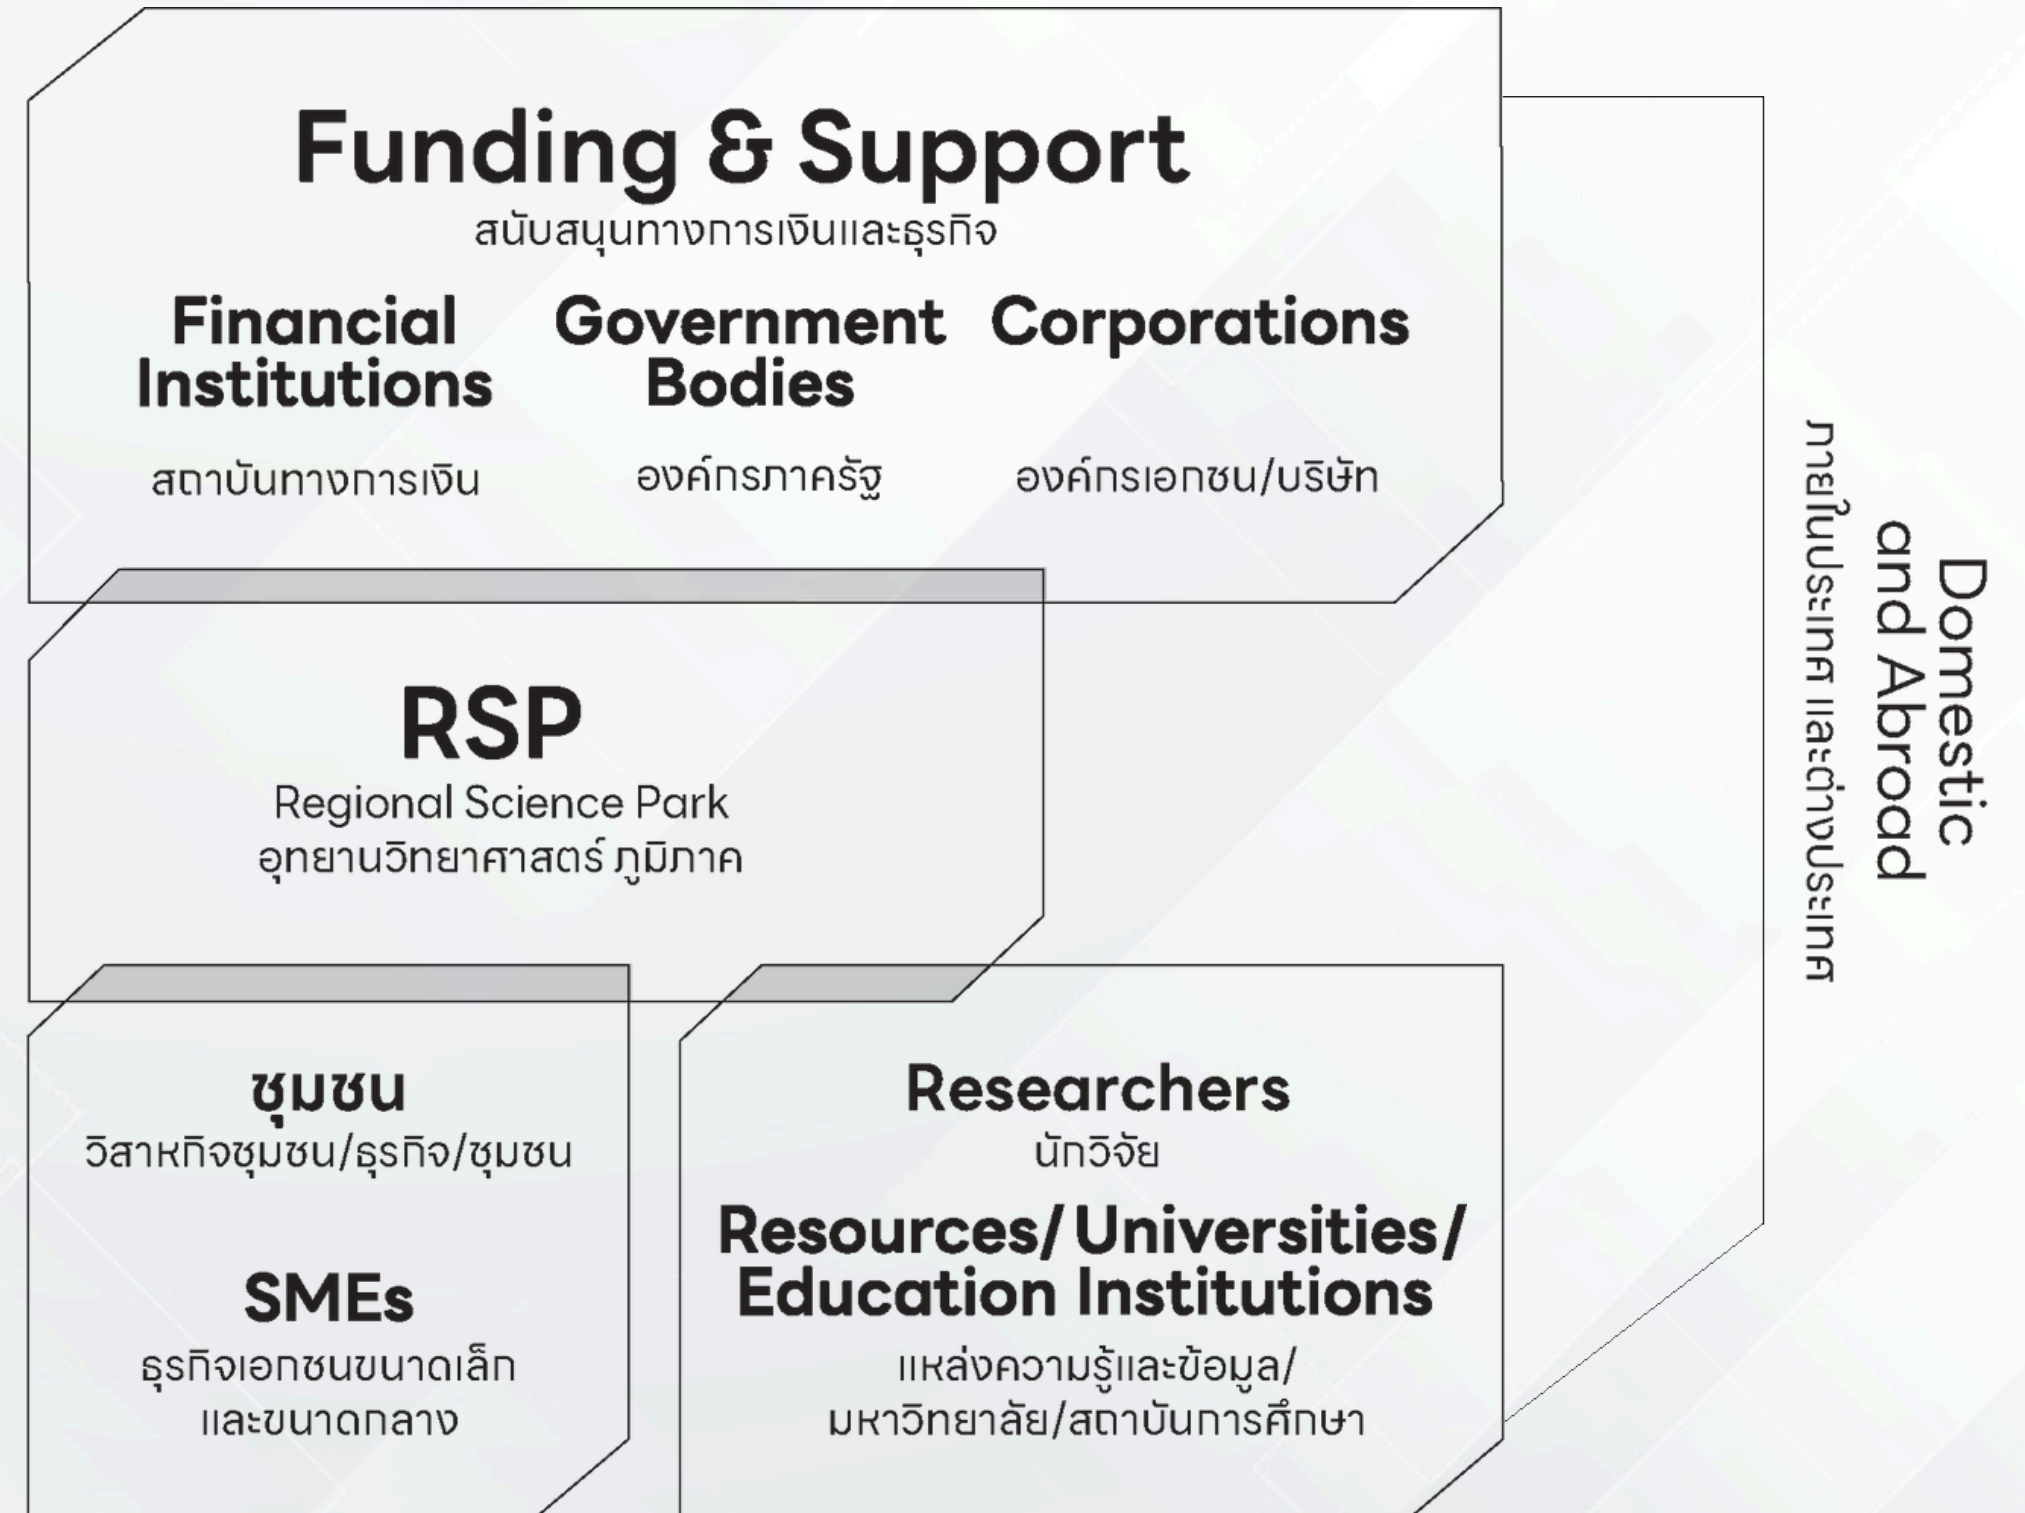 Funding & Support
สนับสนุนทางการเงินและธุรกิจ
Financial
Institutions
สถาบันทางการเงิน
Government
Bodies
องค์กรภาครัฐ
Corporations
องค์กรเอกชน/บริษัท
RSP
Regional Science Park
อุทยานวิทยาศาสตร์ ภูมิภาค
ชุมชน
วิสาหกิจชุมชน/ธุรกิจ/ชุมชน
SMEs
ธุรกิจเอกชนขนาดเล็ก
และขนาดกลาง
Researchers
นักวิจัย
Resources/Universities/
Education Institutions
แหล่งความรู้และข้อมูล/
มหาวิทยาลัย/สถาบันการศึกษา
Domestic
and Abroad
ภายในประเทศ และต่างประเทศ